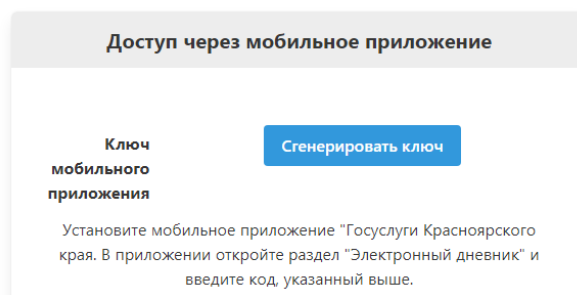 Доступ через мобильное приложение
Ключ
мобильного
приложения
Сгенерировать ключ
Установите мобильное приложение "Госуслуги Красноярского
края. В приложении откройте раздел "Электронный дневник" и
введите код, указанный выше.